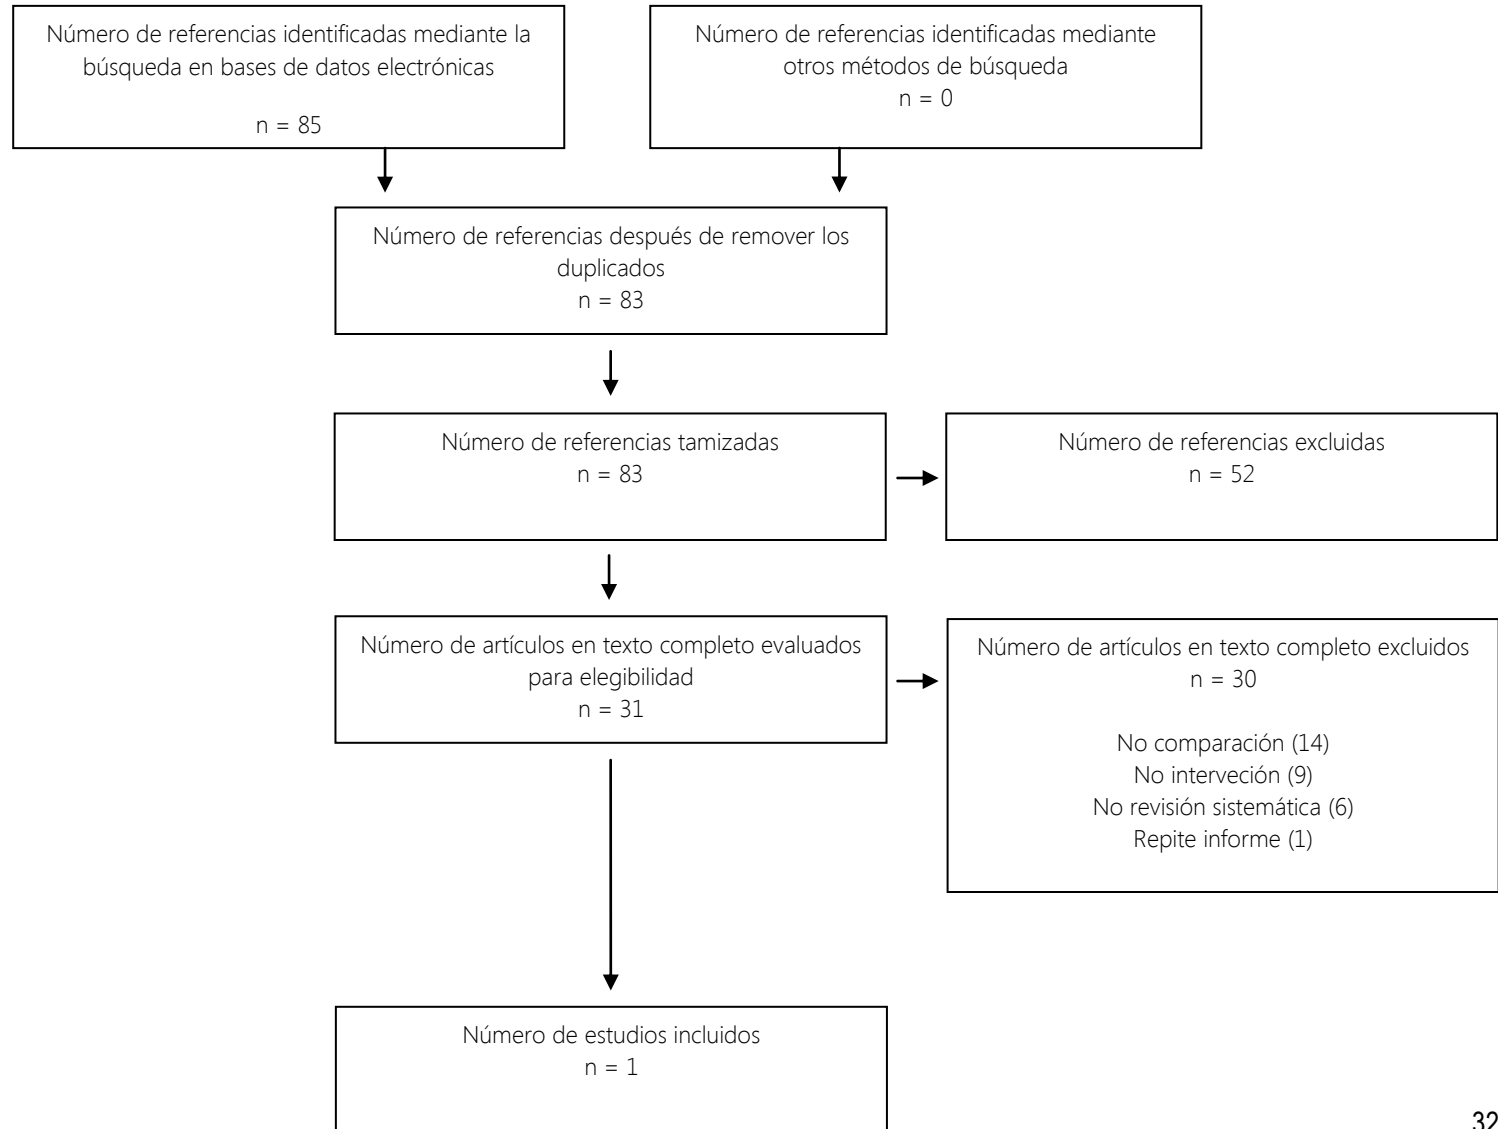 Número de referencias identificadas mediante la
búsqueda en bases de datos electrónicas
n = 85
Número de referencias identificadas mediante
otros métodos de búsqueda
n = 0
Número de referencias después de remover los
duplicados
n = 83
Número de referencias tamizadas
n = 83
Número de referencias excluidas
n = 52
Número de artículos en texto completo evaluados
para elegibilidad
n = 31
Número de artículos en texto completo excluidos
n = 30
No comparación (14)
No interveción (9)
No revisión sistemática (6)
Repite informe (1)
Número de estudios incluidos
n = 1
32